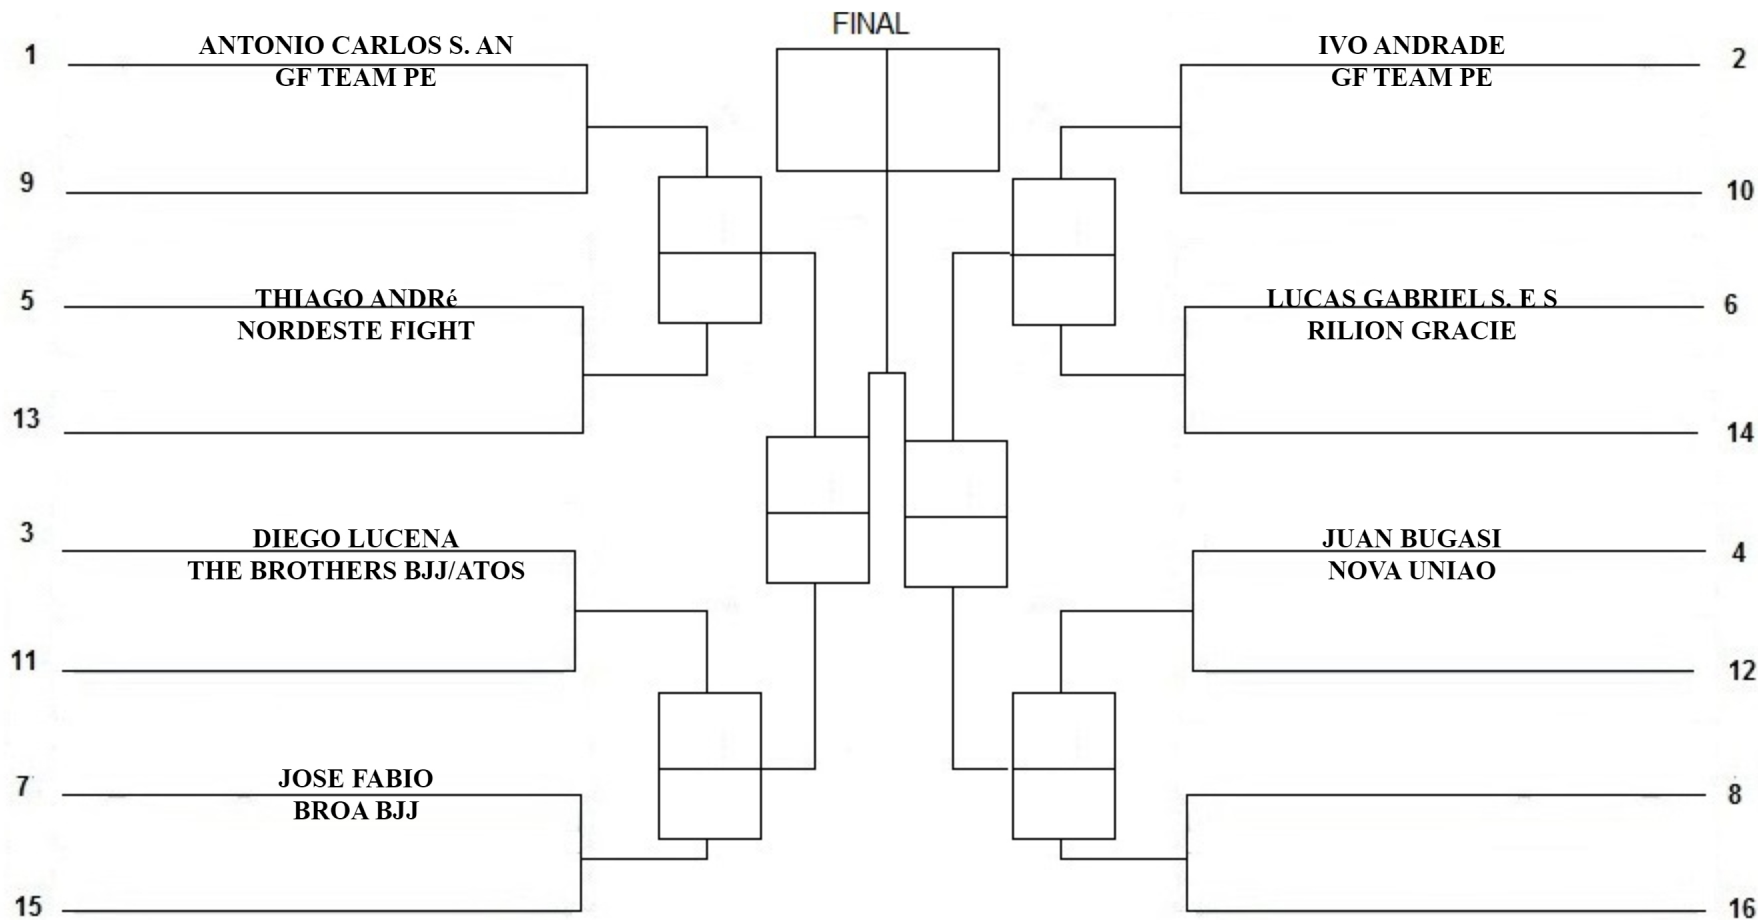 FINAL
1
ANTONIO CARLOS S. AN
GF TEAM PE
9
5
THIAGO ANDRé
NORDESTE FIGHT
13
3
DIEGO LUCENA
THE BROTHERS BJJ/ATOS
11
7
JOSE FABIO
BROA BJJ
15
IVO ANDRADE
2
GF TEAM PE
10
LUCAS GABRIEL S. E S
6
RILION GRACIE
14
JUAN BUGASI
4
NOVA UNIAO
12
8
16